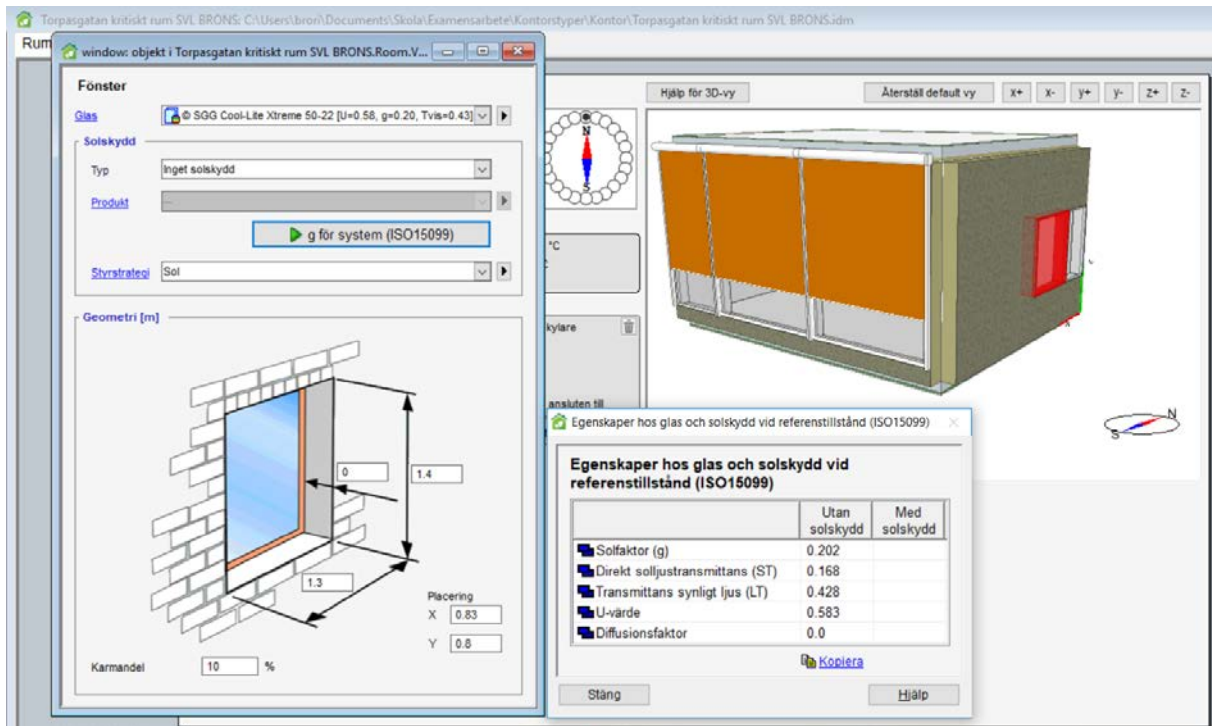 Torpasgatan kritiskt rum SVL BRONS: C:\Users\brori\Documents\Skola\Examensarbete\Kontorstyper\Kontor\Torpasgatan kritiskt rum SVL BRONS.idm
Rum
window: objekt i Torpasgatan kritiskt rum SVL BRONS.Room.V...
Fönster
Glas
© SGG Cool-Lite Xtreme 50-22 [U=0.58, g=0.20, Tvis=0.43]
Solskydd
Typ
Inget solskydd
Produkt
---
g för system (ISO15099)
Styrstrategi
Sol
Geometri [m]
0
1.4
1.3
Placering
X 0.83
Y 0.8
Karmandel 10 %
N
S
°C
kylare
ansluten till
Hjälp för 3D-vy
Återställ default vy
x+ x- y+ y- z+ z-
x
N
S
Egenskaper hos glas och solskydd vid referenstillstånd (ISO15099)
Egenskaper hos glas och solskydd vid
referenstillstånd (ISO15099)
Utan solskydd
Med solskydd
Solfaktor (g) 0.202
Direkt solljustransmittans (ST) 0.168
Transmittans synligt ljus (LT) 0.428
U-värde 0.583
Diffusionsfaktor 0.0
Kopiera
Stäng
Hjälp